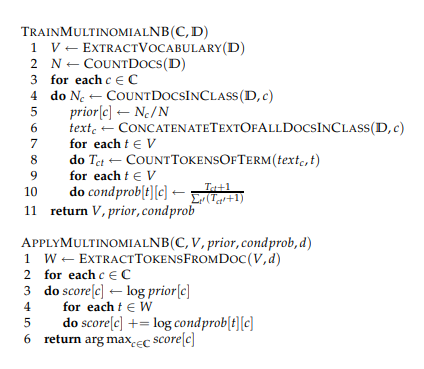 TRAINMULTINOMIALNB(ℂ, 𝔻)
1 V ← EXTRACTVOCABULARY(𝔻)
2 N ← COUNTDOCS(𝔻)
3 for each c ∈ ℂ
4 do N_c ← COUNTDOCSINCLASS(𝔻, c)
5 prior[c] ← N_c/N
6 text_c ← CONCATENATETEXTOFALLDOCSINCLASS(𝔻, c)
7 for each t ∈ V
8 do T_ct ← COUNTTOKENSOFTERM(text_c, t)
9 for each t ∈ V
10 do condprob[t][c] ← (T_ct+1)/(∑_t′(T_ct′+1))
11 return V, prior, condprob
APPLYMULTINOMIALNB(ℂ, V, prior, condprob, d)
1 W ← EXTRACTTOKENSFROMDOC(V, d)
2 for each c ∈ ℂ
3 do score[c] ← log prior[c]
4 for each t ∈ W
5 do score[c] += log condprob[t][c]
6 return arg max_c∈ℂ score[c]